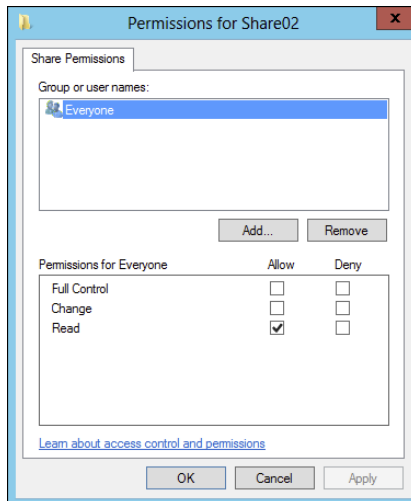 Permissions for Share02
x
Share Permissions
Group or user names:
Everyone
Add... Remove
Permissions for Everyone Allow Deny
Full Control
Change
Read
Learn about access control and permissions
OK Cancel Apply